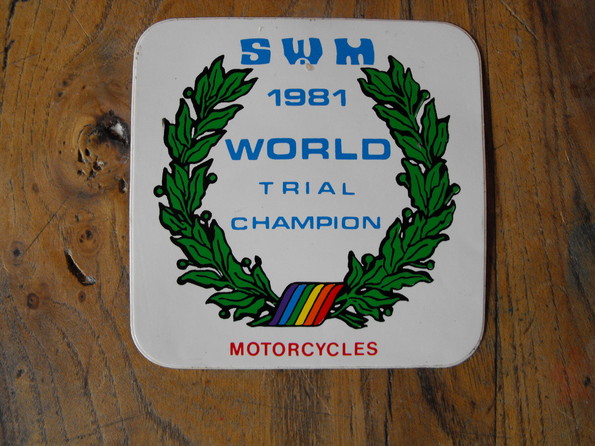 SWM
1981
WORLD
TRIAL
CHAMPION
MOTORCYCLES